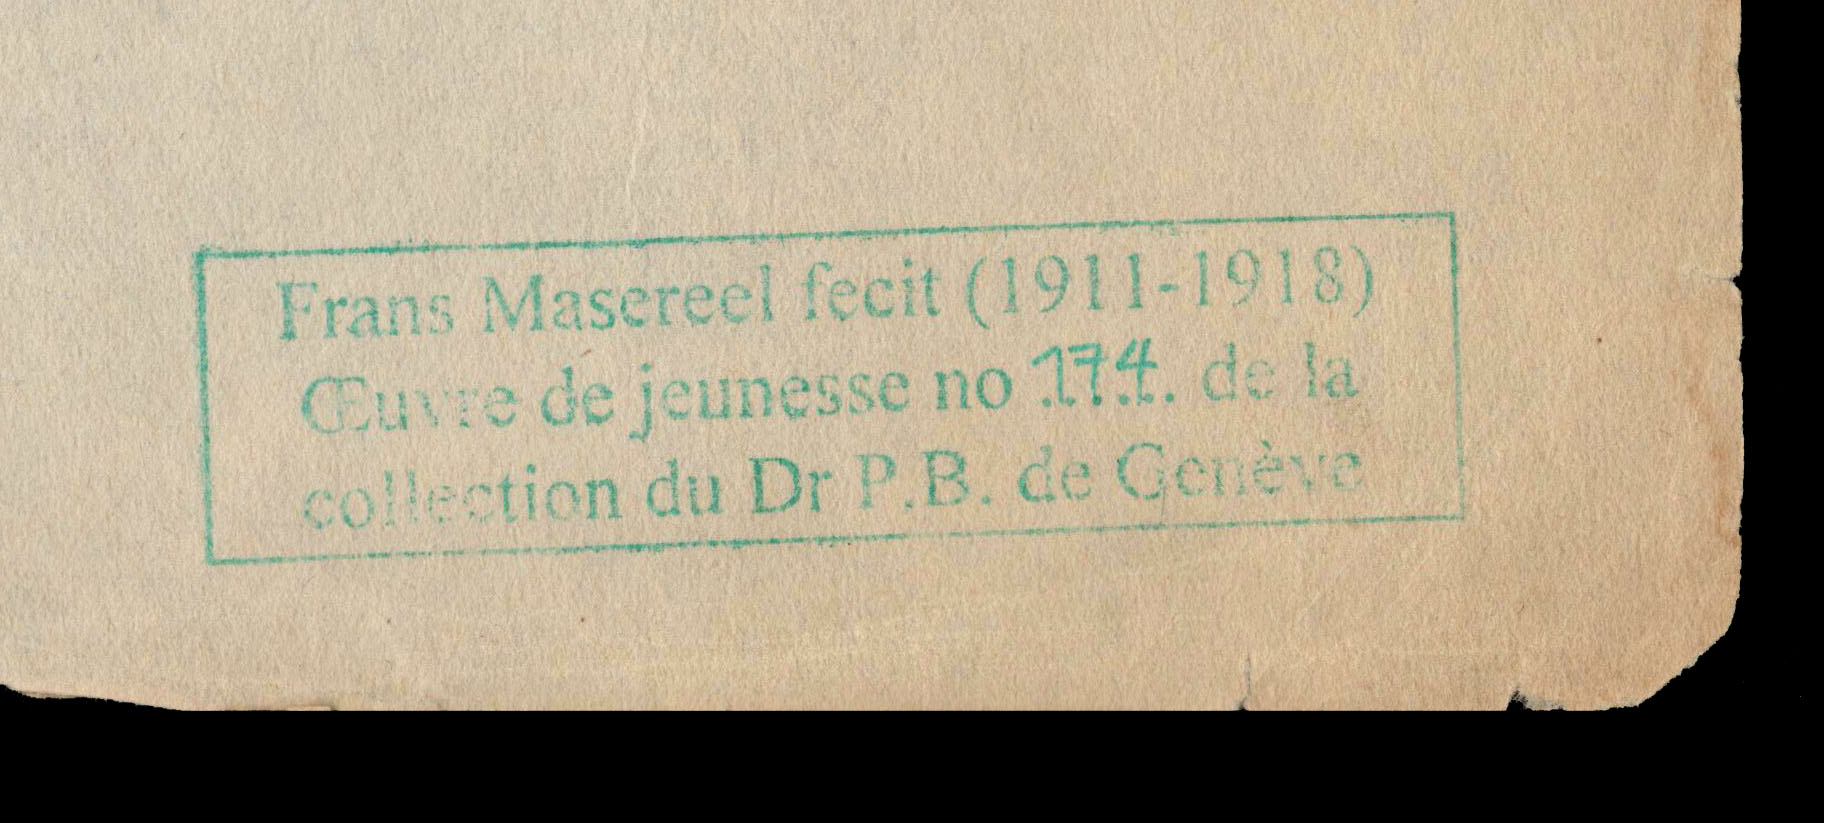 Frans Masereel fecit (1911-1918)
Œuvre de jeunesse no 174. de la
collection du Dr P.B. de Genève